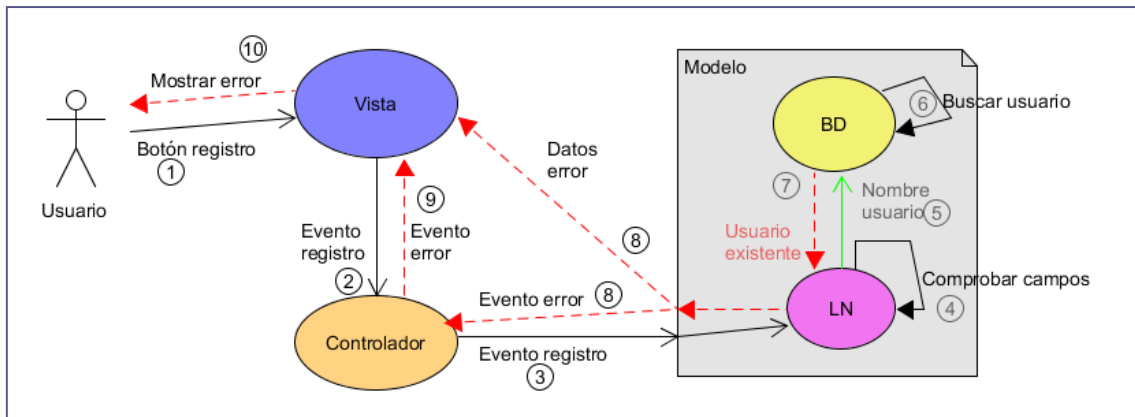 10
Mostrar error
Vista
Botón registro
1
Usuario
Modelo
BD
6
Buscar usuario
Datos
error
7
Nombre
usuario
5
9
Evento
registro
2
Evento
error
8
Usuario
existente
Evento error
8
LN
Comprobar campos
4
Controlador
Evento registro
3